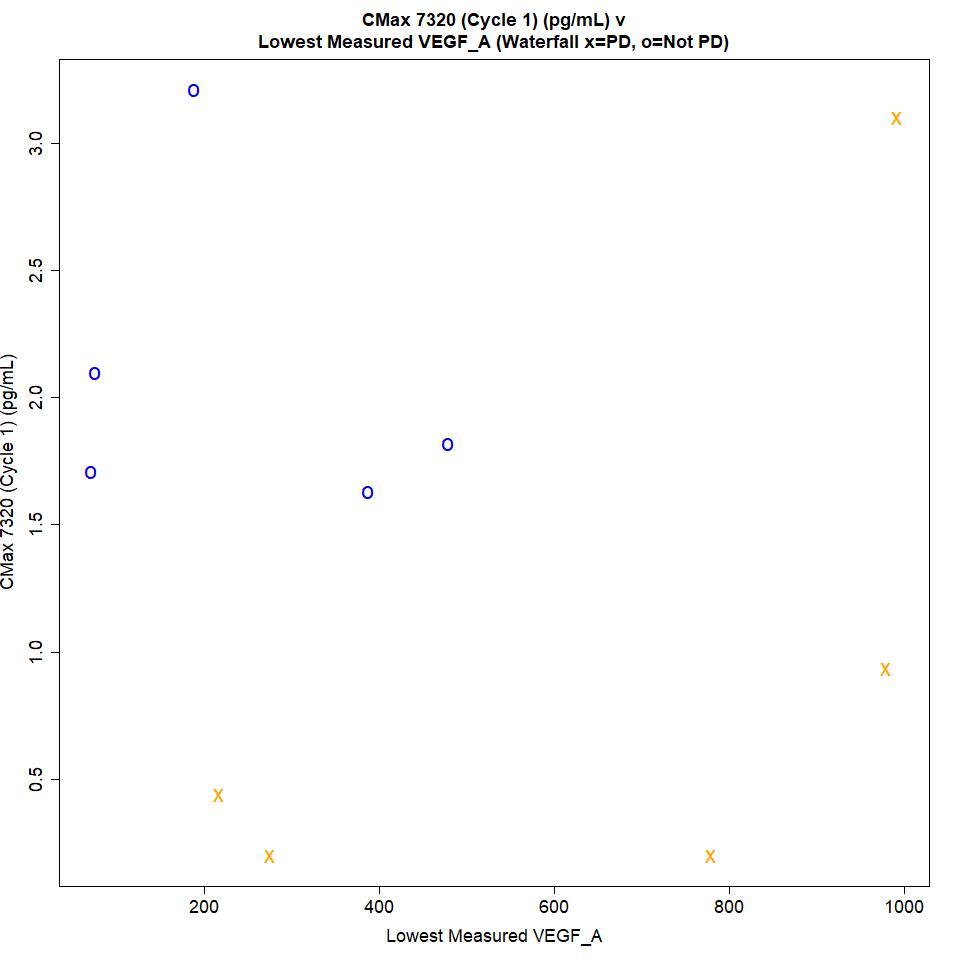 CMax 7320 (Cycle 1) (pg/mL) v
Lowest Measured VEGF_A (Waterfall x=PD, o=Not PD)
CMax 7320 (Cycle 1) (pg/mL)
3.0
2.5
2.0
1.5
1.0
0.5
o
x
o
o
o
o
x
x
x
x
200 400 600 800 1000
Lowest Measured VEGF_A